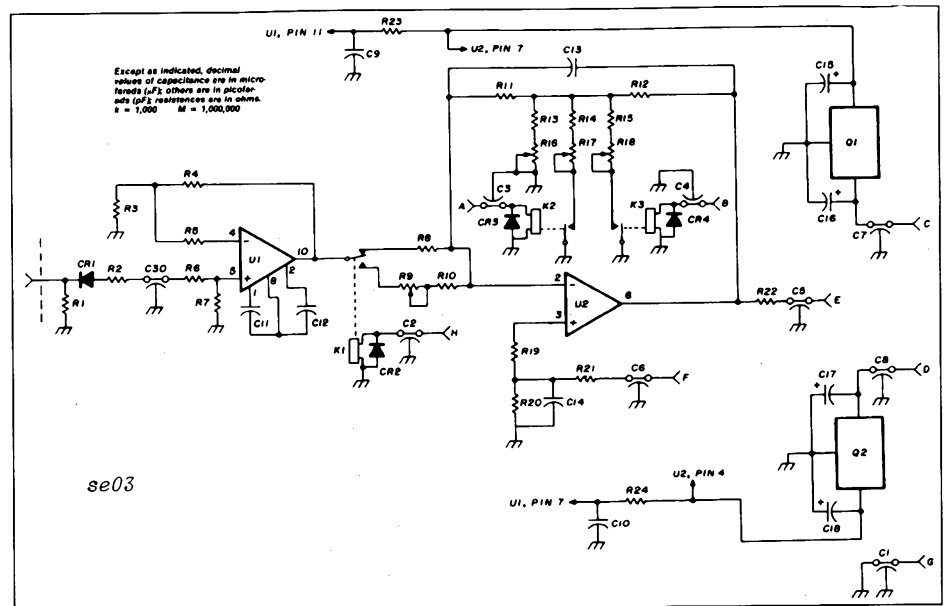 R23
U1, PIN 11
C9
U2, PIN 7
C13
C15
+
Except as indicated, decimal
values of capacitance are in micro-
farads (µF); others are in picofar-
ads (pF); resistances are in ohms.
k = 1,000 M = 1,000,000
R11
R12
R13
R14
R15
Q1
R16
R17
R18
R4
C3
C4
A
K2
K3
B
+
C16
R3
CR3
CR4
C7
C
R5
4
-
10
R8
CR1
R2
C30
R6
5
U1
2
+
8
R9
R10
2
-
R1
R7
1
U2
6
R22
C5
E
C11
C12
3
+
C2
H
K1
R19
CR2
C17
C8
D
R21
C6
F
+
R20
C14
Q2
se03
U2, PIN 4
R24
+
U1, PIN 7
C18
C10
C1
G